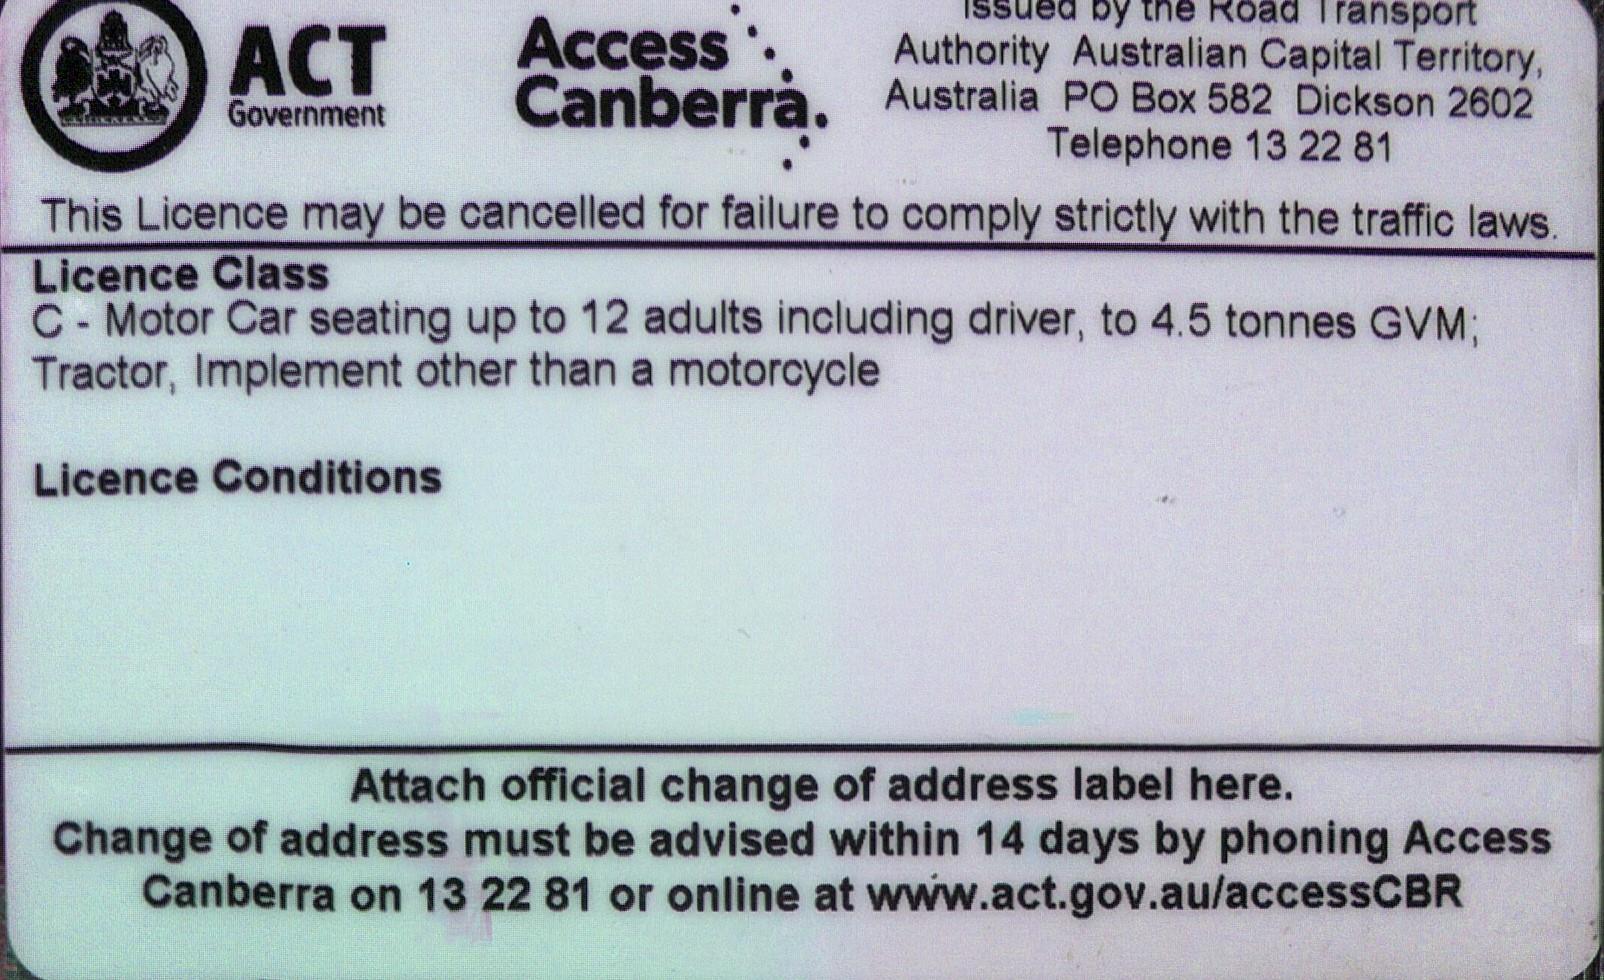 ACT
Government
Access
Canberra.
Issued by the Road Transport
Authority Australian Capital Territory,
Australia PO Box 582 Dickson 2602
Telephone 13 22 81
This Licence may be cancelled for failure to comply strictly with the traffic laws.
Licence Class
C - Motor Car seating up to 12 adults including driver, to 4.5 tonnes GVM;
Tractor, Implement other than a motorcycle
Licence Conditions
Attach official change of address label here.
Change of address must be advised within 14 days by phoning Access
Canberra on 13 22 81 or online at www.act.gov.au/accessCBR